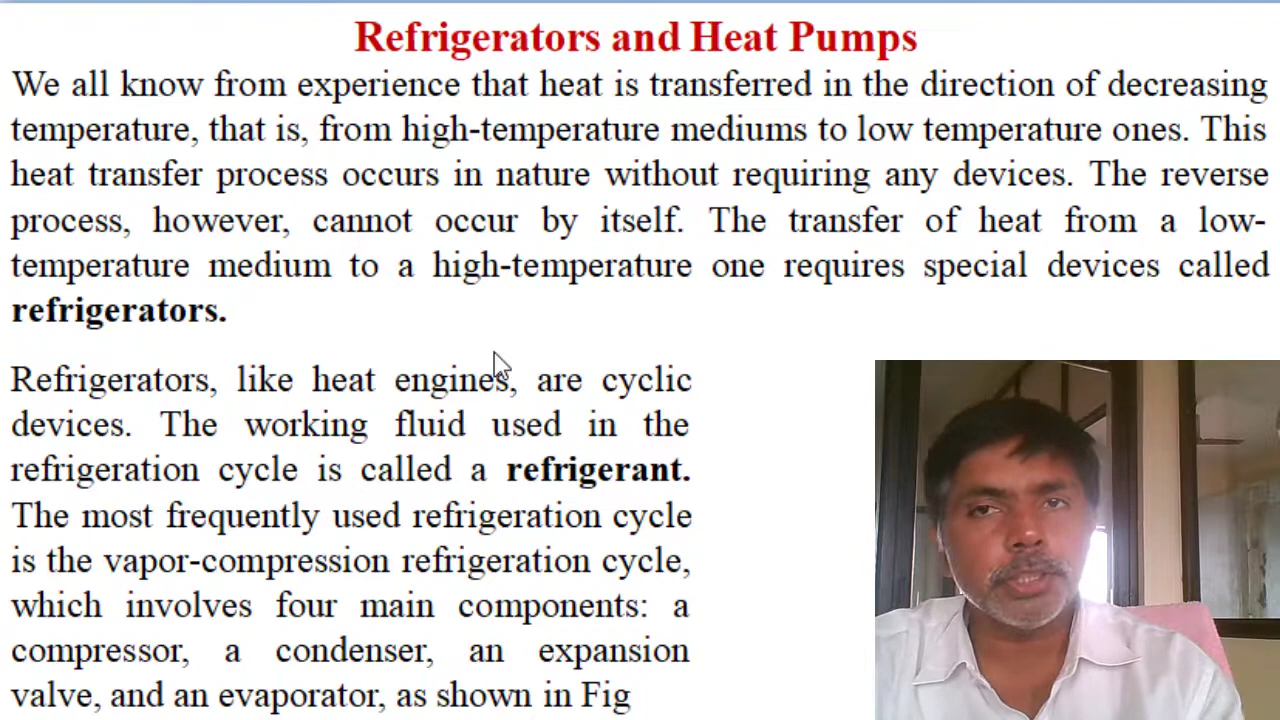 Refrigerators and Heat Pumps
We all know from experience that heat is transferred in the direction of decreasing
temperature, that is, from high-temperature mediums to low temperature ones. This
heat transfer process occurs in nature without requiring any devices. The reverse
process, however, cannot occur by itself. The transfer of heat from a low-
temperature medium to a high-temperature one requires special devices called
refrigerators.
Refrigerators, like heat engines, are cyclic
devices. The working fluid used in the
refrigeration cycle is called a refrigerant.
The most frequently used refrigeration cycle
is the vapor-compression refrigeration cycle,
which involves four main components: a
compressor, a condenser, an expansion
valve, and an evaporator, as shown in Fig